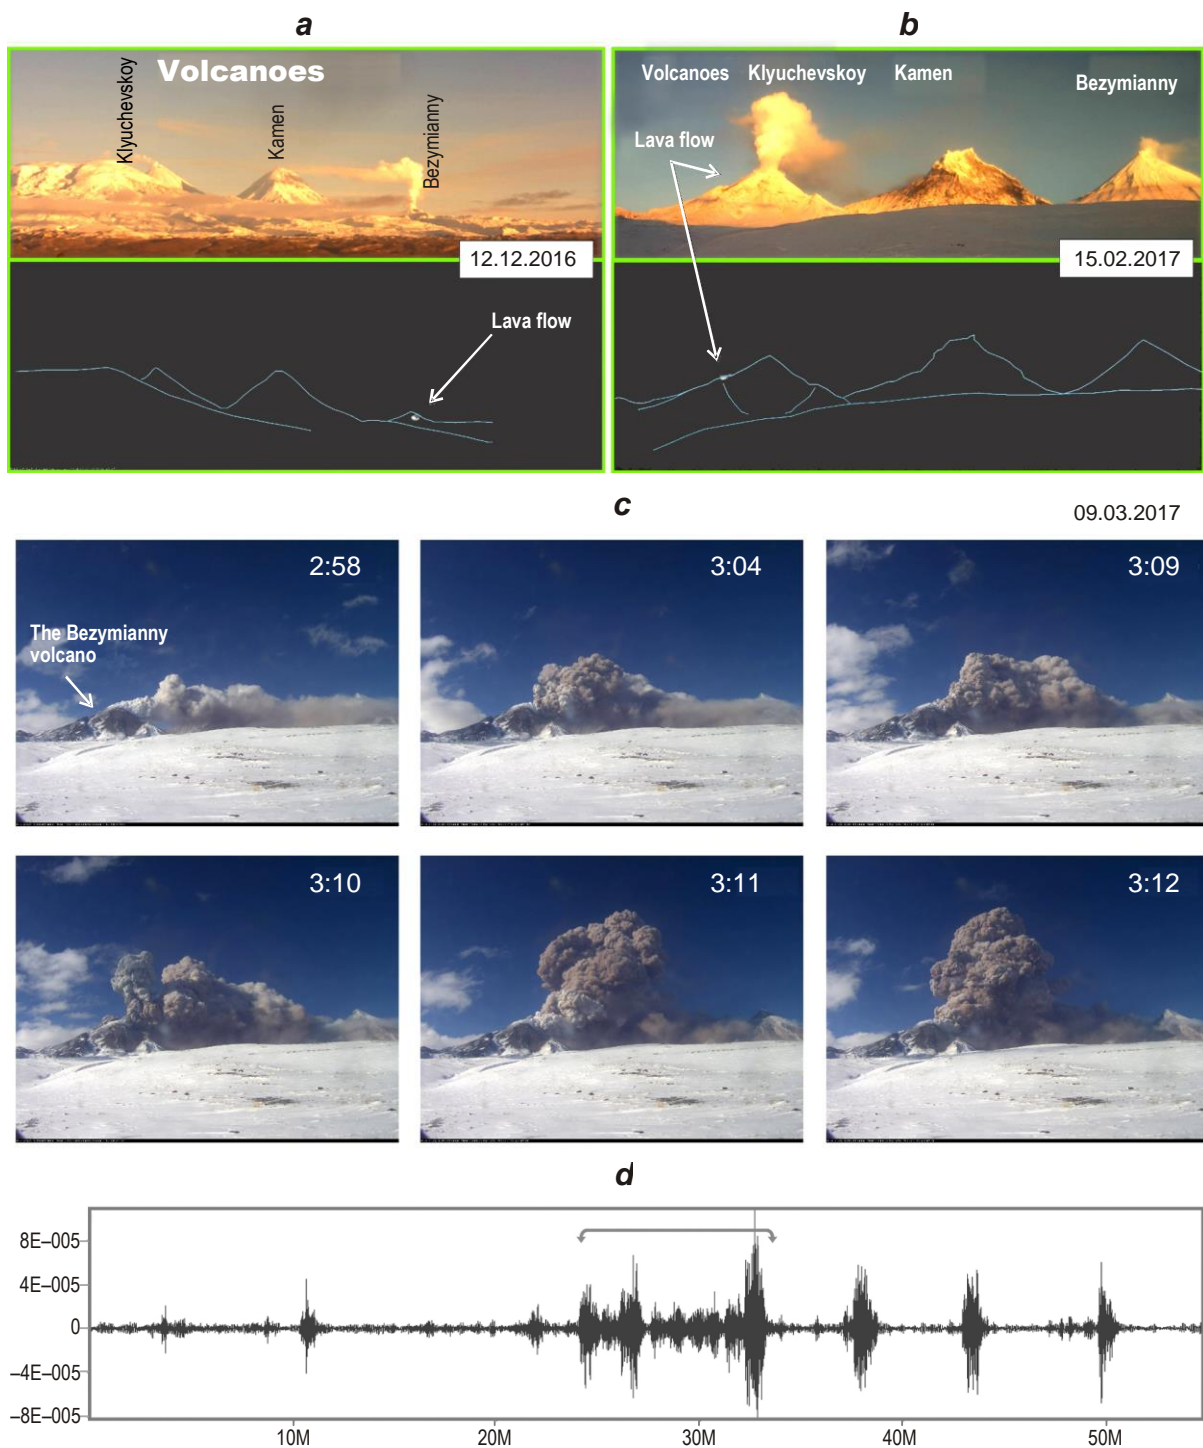 a
b
Volcanoes
Klyuchevskoy
Kamen
Bezymianny
12.12.2016
Lava flow
Volcanoes Klyuchevskoy Kamen
Bezymianny
Lava flow
15.02.2017
c
09.03.2017
2:58
The Bezymianny
volcano
3:04
3:09
3:10
3:11
3:12
d
8E–005
4E–005
0
–4E–005
–8E–005
10M 20M 30M 40M 50M